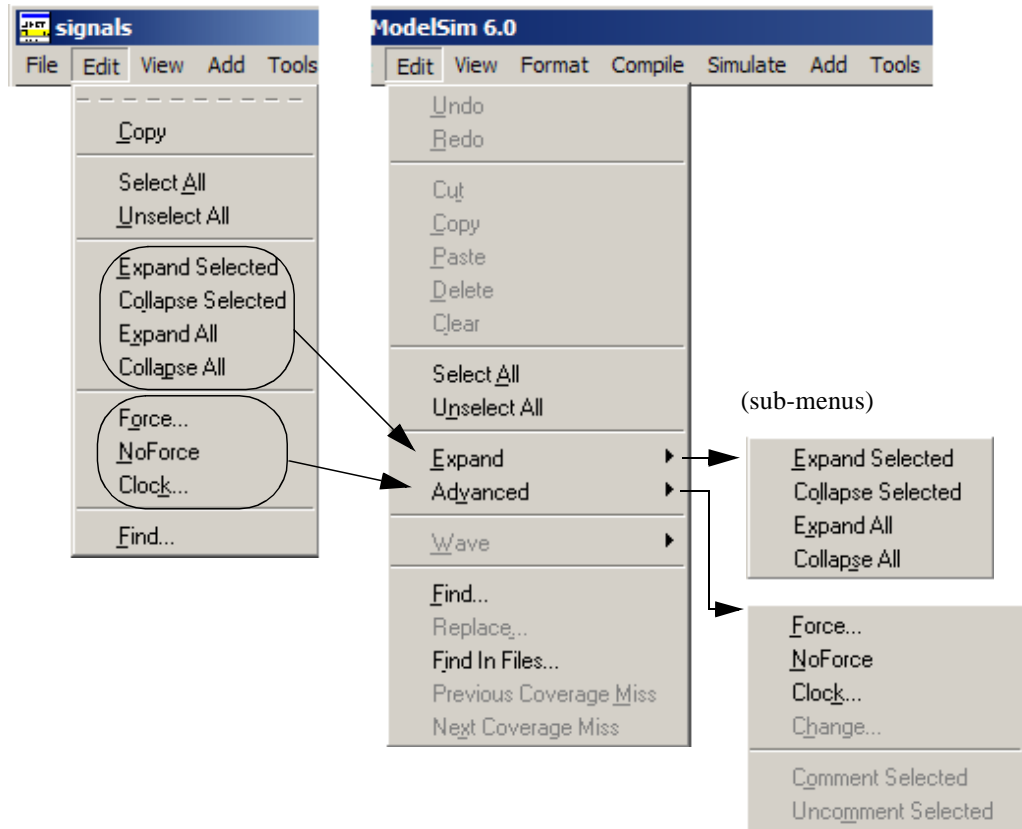 signals
File Edit View Add Tools
Copy
Select All
Unselect All
Expand Selected
Collapse Selected
Expand All
Collapse All
Force...
NoForce
Clock...
Find...
ModelSim 6.0
Edit View Format Compile Simulate Add Tools
Undo
Redo
Cut
Copy
Paste
Delete
Clear
Select All
Unselect All
Expand
Advanced
Wave
Find...
Replace...
Find In Files...
Previous Coverage Miss
Next Coverage Miss
(sub-menus)
Expand Selected
Collapse Selected
Expand All
Collapse All
Force...
NoForce
Clock...
Change...
Comment Selected
Uncomment Selected